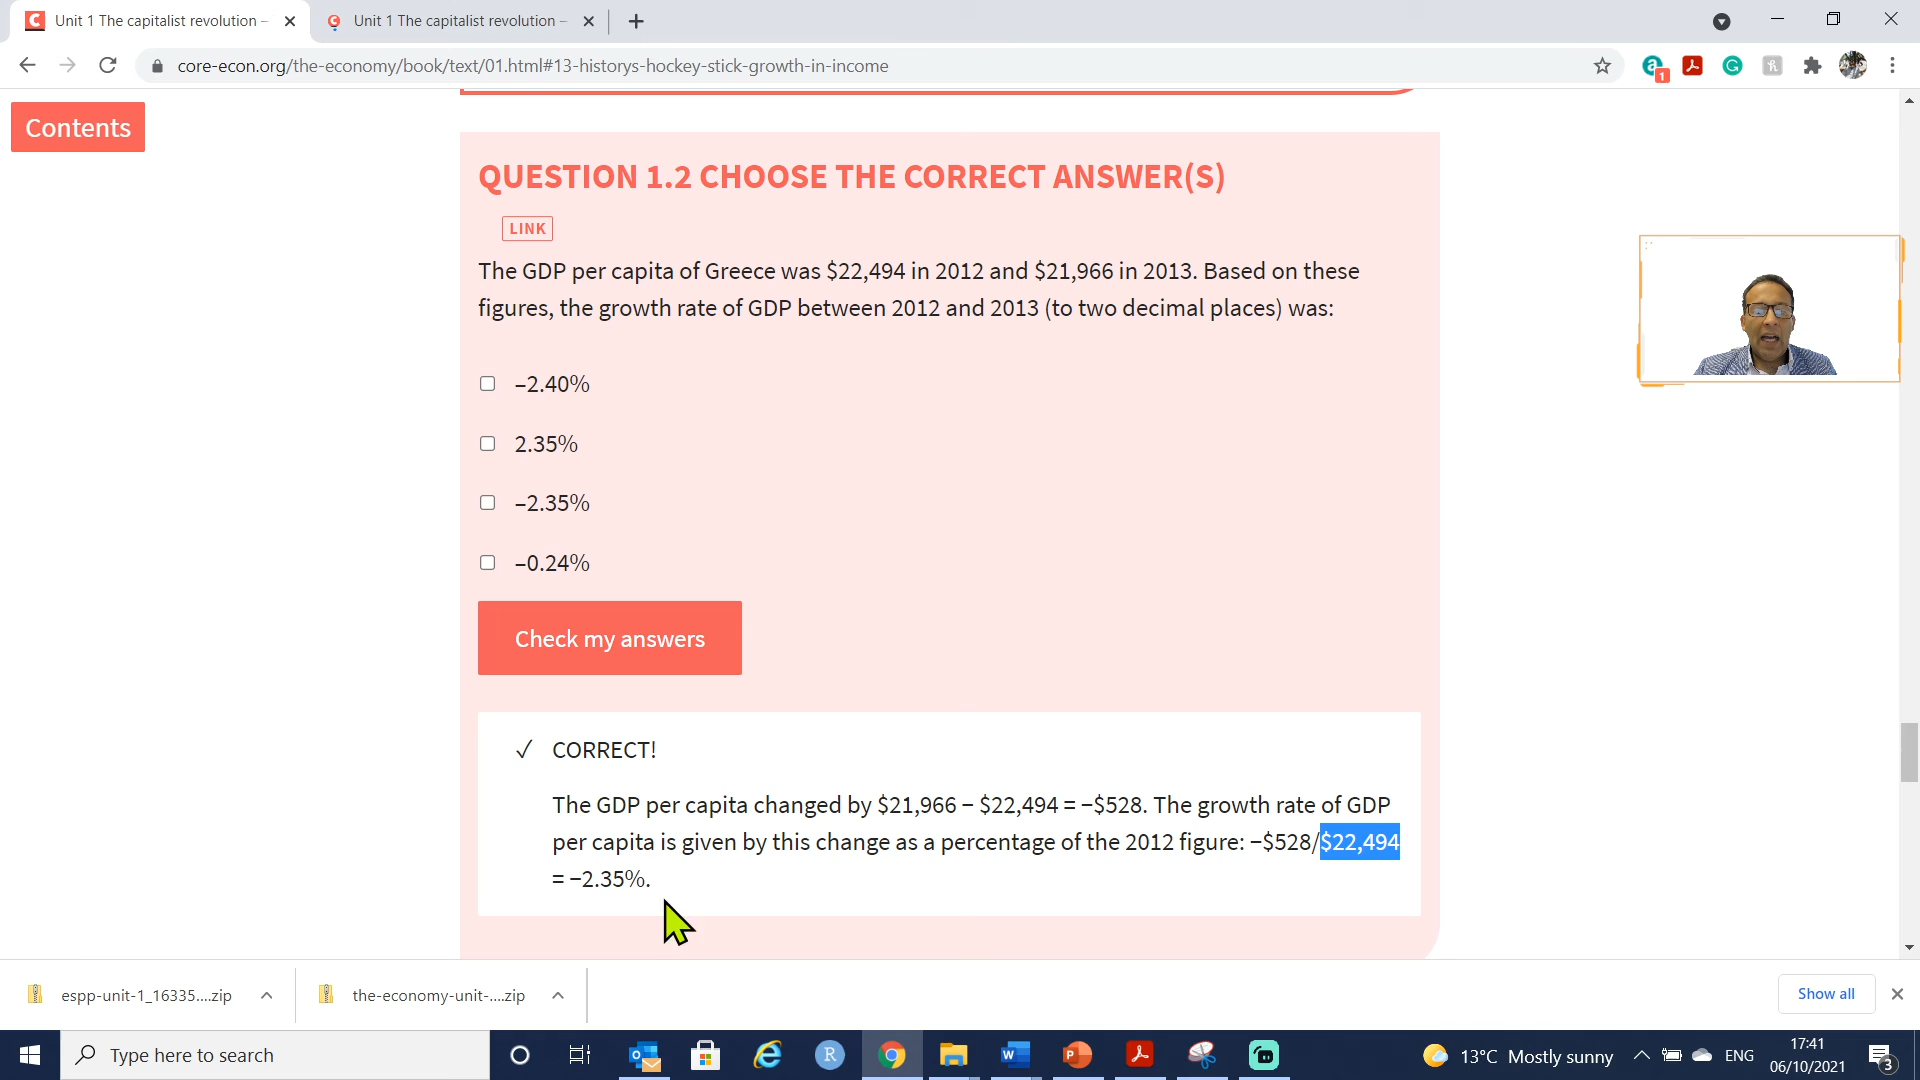 Unit 1 The capitalist revolution –
Unit 1 The capitalist revolution –
core-econ.org/the-economy/book/text/01.html#13-historys-hockey-stick-growth-in-income
1
Contents
QUESTION 1.2 CHOOSE THE CORRECT ANSWER(S)
LINK
The GDP per capita of Greece was $22,494 in 2012 and $21,966 in 2013. Based on these
figures, the growth rate of GDP between 2012 and 2013 (to two decimal places) was:
–2.40%
2.35%
–2.35%
–0.24%
Check my answers
✓ CORRECT!
The GDP per capita changed by $21,966 – $22,494 = –$528. The growth rate of GDP
per capita is given by this change as a percentage of the 2012 figure: –$528/$22,494
= –2.35%.
espp-unit-1_16335....zip
the-economy-unit-....zip
Show all
Type here to search
13°C Mostly sunny
ENG
17:41
06/10/2021
3